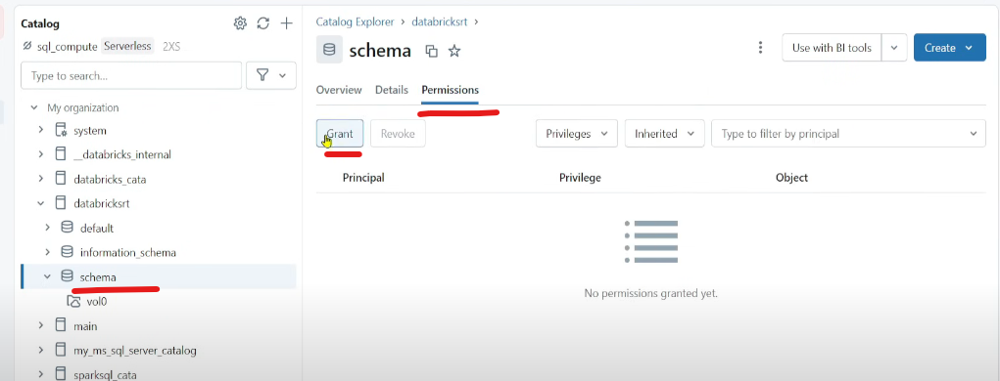 Catalog
sql_compute Serverless 2XS
Type to search...
My organization
system
__databricks_internal
databricks_cata
databricksrt
default
information_schema
schema
vol0
main
my_ms_sql_server_catalog
sparksql_cata
Catalog Explorer > databricksrt >
schema
Use with BI tools
Create
Overview Details Permissions
Grant Revoke Privileges Inherited Type to filter by principal
Principal Privilege Object
No permissions granted yet.